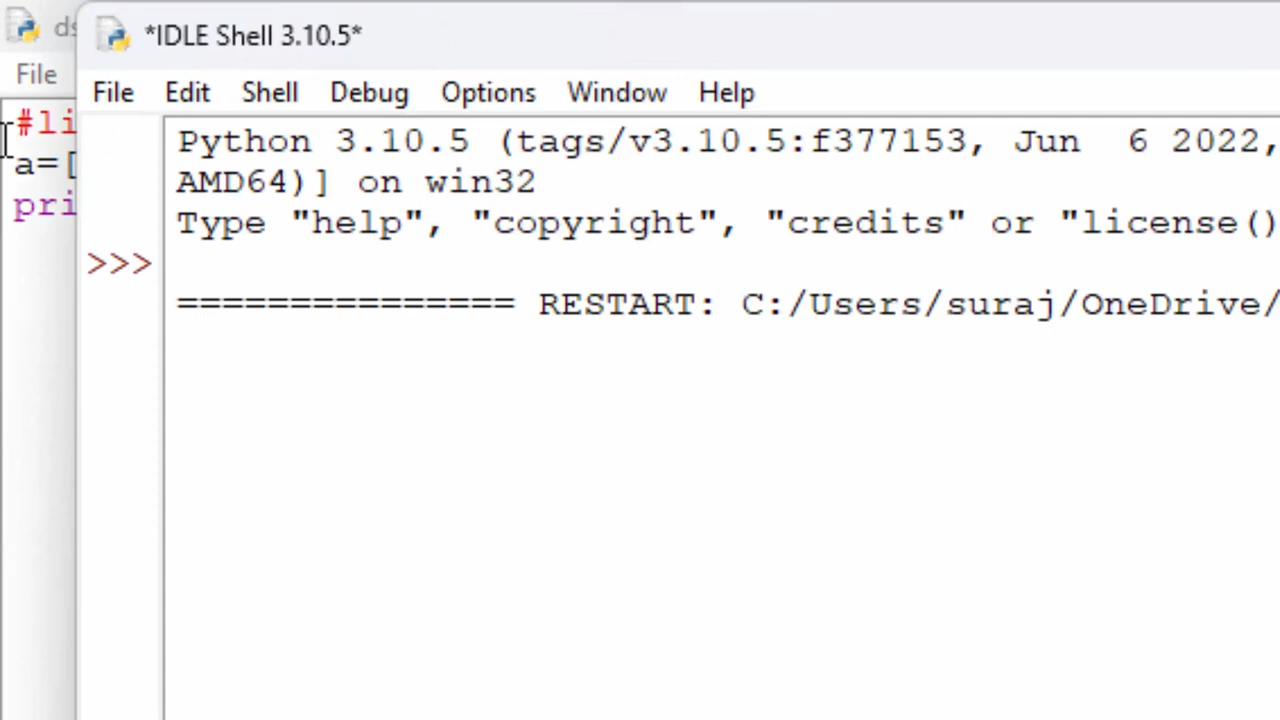 ds
*IDLE Shell 3.10.5*
File
File Edit Shell Debug Options Window Help
#li
a=[
pri
Python 3.10.5 (tags/v3.10.5:f377153, Jun  6 2022,
AMD64)] on win32
Type "help", "copyright", "credits" or "license()
>>>
=============== RESTART: C:/Users/suraj/OneDrive/